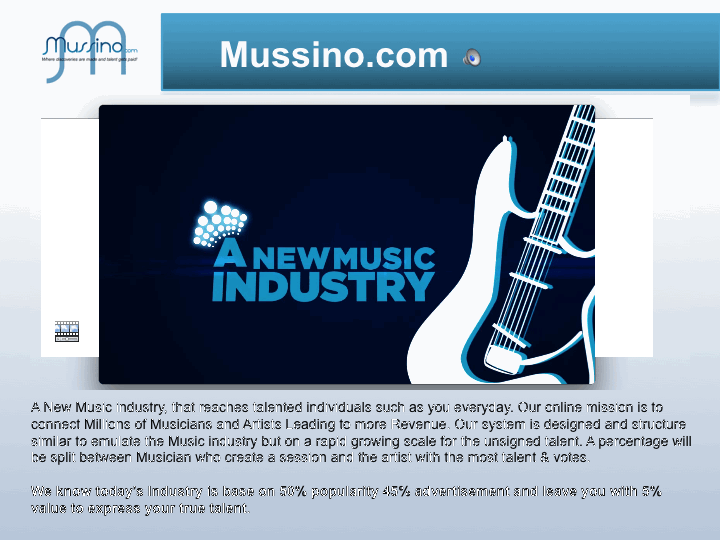 Mussino.com
Where discoveries are made and talent gets paid!
Mussino.com
A NEW MUSIC
INDUSTRY
A New Music industry, that reaches talented individuals such as you everyday. Our online mission is to
connect Millions of Musicians and Artists Leading to more Revenue. Our system is designed and structure
similar to emulate the Music industry but on a rapid growing scale for the unsigned talent. A percentage will
be split between Musician who create a session and the artist with the most talent & votes.
We know today's Industry is base on 50% popularity 45% advertisement and leave you with 5%
value to express your true talent.